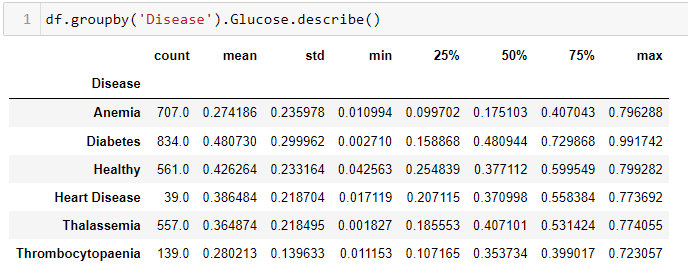 1 df.groupby('Disease').Glucose.describe()
count mean std min 25% 50% 75% max
Disease
Anemia 707.0 0.274186 0.235978 0.010994 0.099702 0.175103 0.407043 0.796288
Diabetes 834.0 0.480730 0.299962 0.002710 0.158868 0.480944 0.729868 0.991742
Healthy 561.0 0.426264 0.233164 0.042563 0.254839 0.377112 0.599549 0.799282
Heart Disease 39.0 0.386484 0.218704 0.017119 0.207115 0.370998 0.558384 0.773692
Thalassemia 557.0 0.364874 0.218495 0.001827 0.185553 0.407101 0.531424 0.774055
Thrombocytopaenia 139.0 0.280213 0.139633 0.011153 0.107165 0.353734 0.399017 0.723057